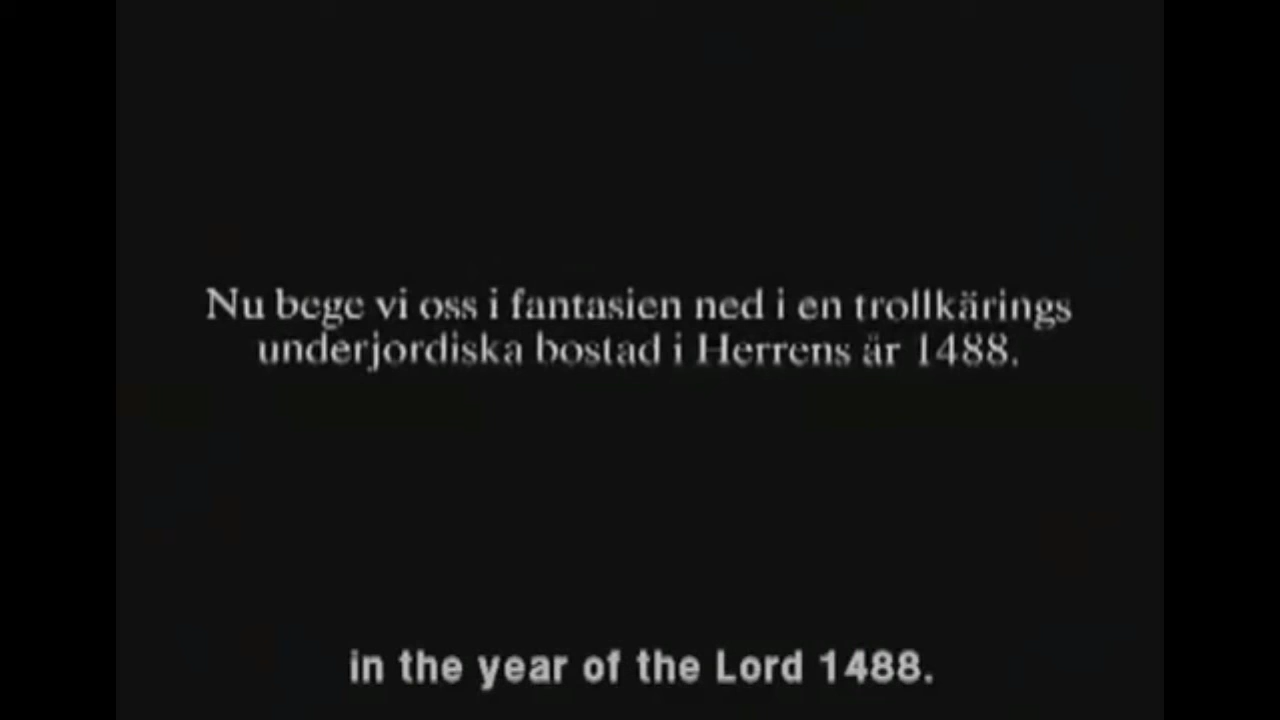 Nu bege vi oss i fantasien ned i en trollkärings
underjordiska bostad i Herrens år 1488.
in the year of the Lord 1488.